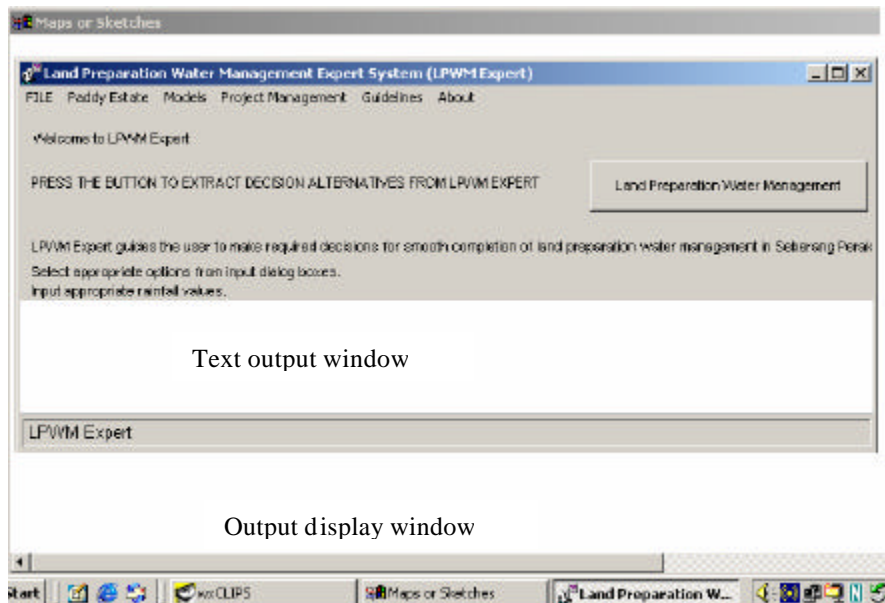 Maps or Sketches
Land Preparation Water Management Expert System (LPWM Expert)
FILE Paddy Estate Models Project Management Guidelines About
Welcome to LPWM Expert
PRESS THE BUTTON TO EXTRACT DECISION ALTERNATIVES FROM LPWM EXPERT
Land Preparation Water Management
LPWM Expert guides the user to make required decisions for smooth completion of land preparation water management in Seberang Perak
Select appropriate options from input dialog boxes.
Input appropriate rainfall values.
Text output window
LPWM Expert
Output display window
Start wxCLIPS Maps or Sketches Land Preparation W...